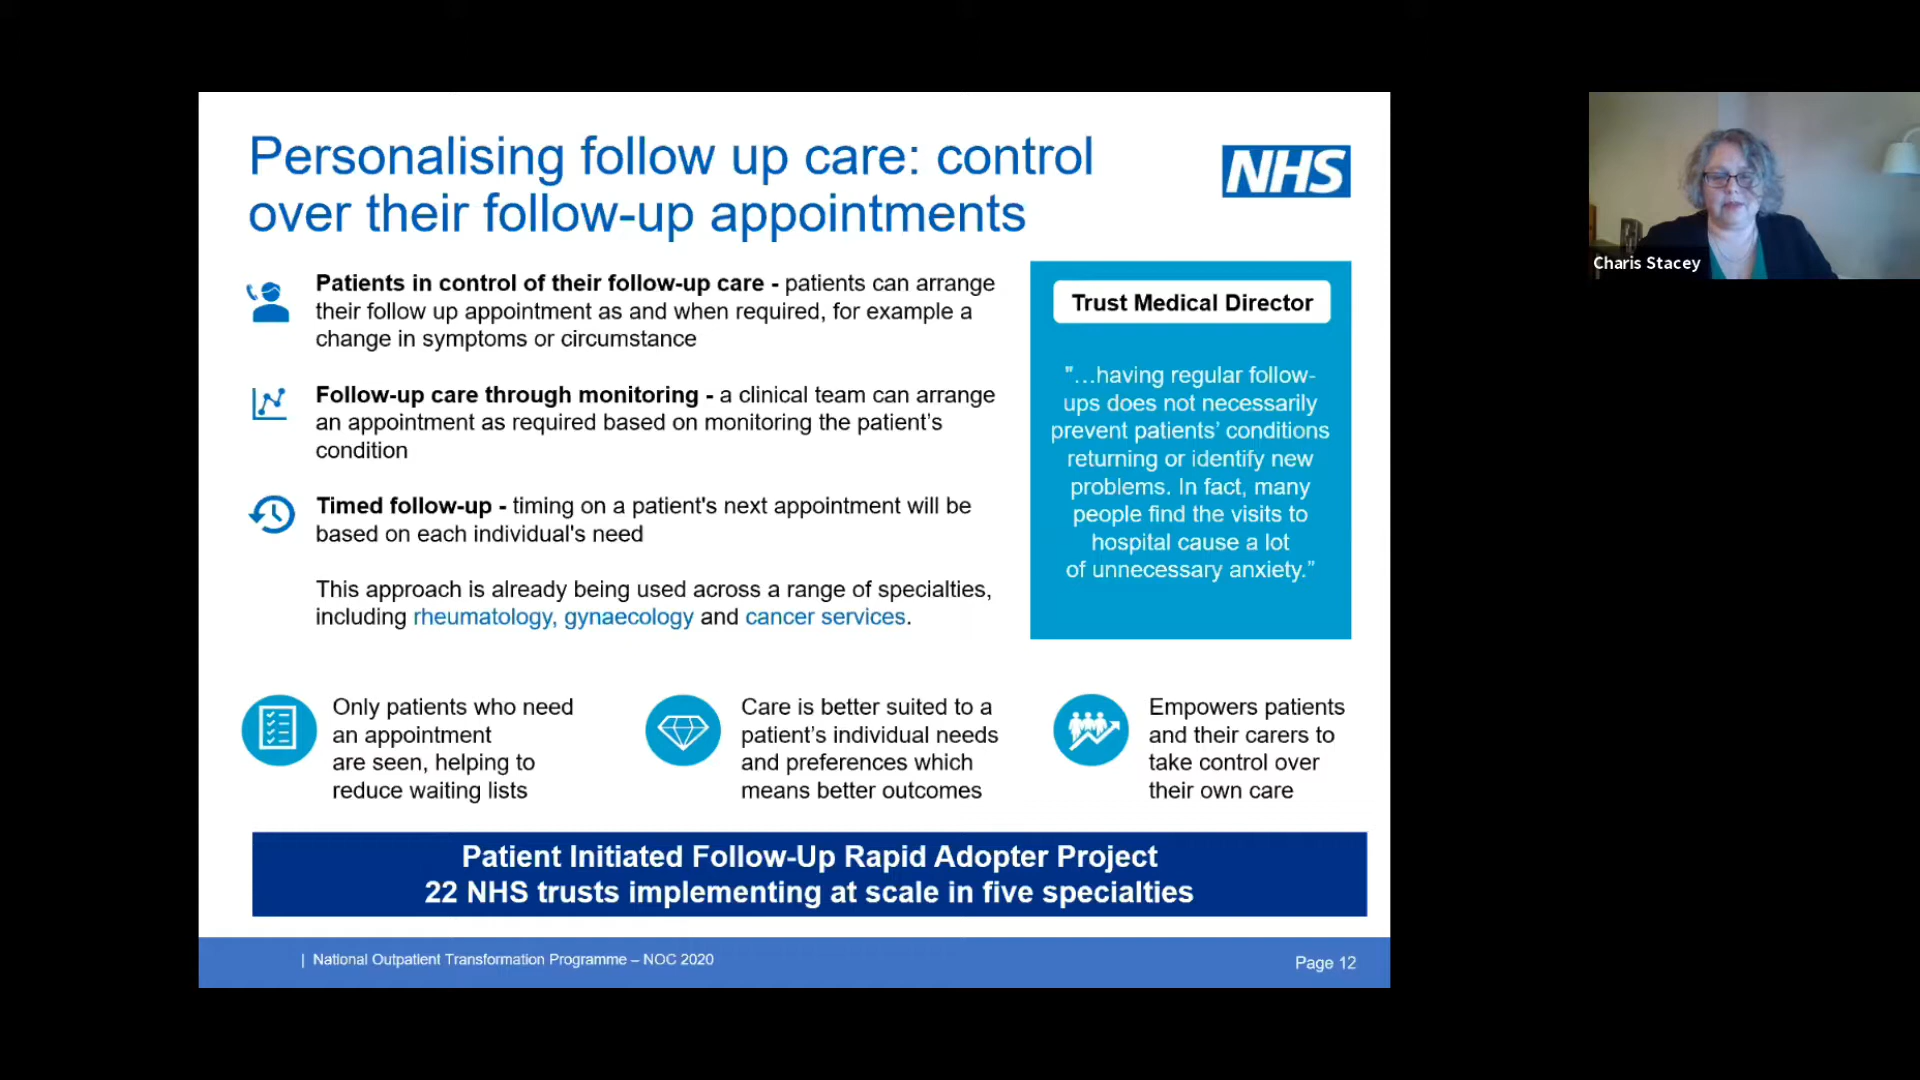 Personalising follow up care: control
over their follow-up appointments
NHS
Patients in control of their follow-up care - patients can arrange
their follow up appointment as and when required, for example a
change in symptoms or circumstance
Follow-up care through monitoring - a clinical team can arrange
an appointment as required based on monitoring the patient’s
condition
Timed follow-up - timing on a patient's next appointment will be
based on each individual's need
This approach is already being used across a range of specialties,
including rheumatology, gynaecology and cancer services.
Trust Medical Director
"…having regular follow-
ups does not necessarily
prevent patients’ conditions
returning or identify new
problems. In fact, many
people find the visits to
hospital cause a lot
of unnecessary anxiety.”
Only patients who need
an appointment
are seen, helping to
reduce waiting lists
Care is better suited to a
patient’s individual needs
and preferences which
means better outcomes
Empowers patients
and their carers to
take control over
their own care
Patient Initiated Follow-Up Rapid Adopter Project
22 NHS trusts implementing at scale in five specialties
| National Outpatient Transformation Programme – NOC 2020
Page 12
Charis Stacey